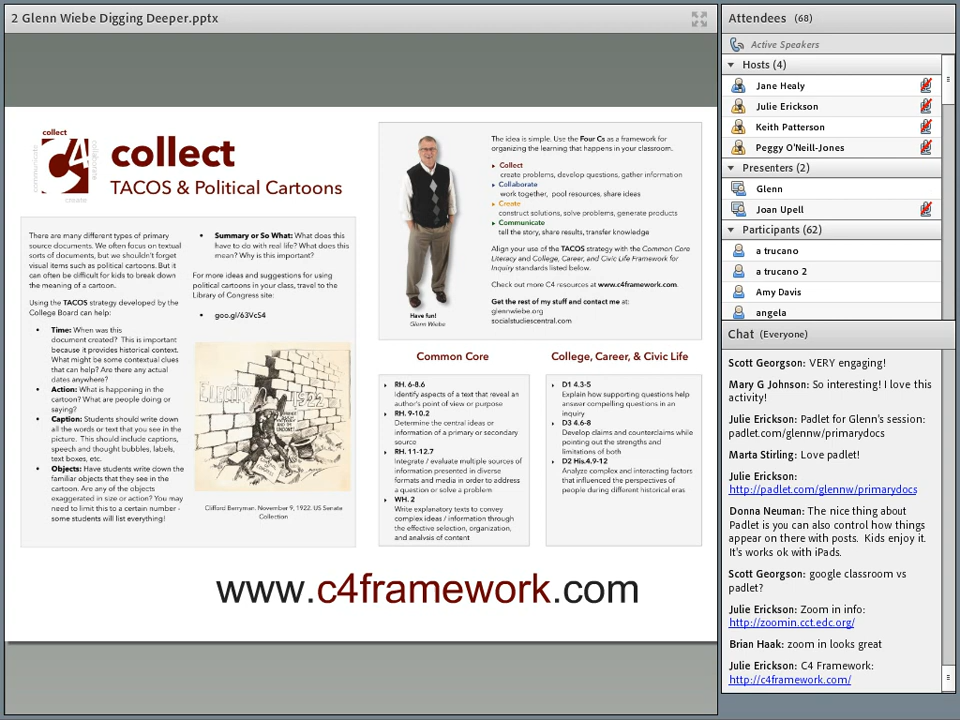 2 Glenn Wiebe Digging Deeper.pptx
collect
communicate
collaborate
create
C4
collect
TACOS & Political Cartoons
There are many different types of primary
source documents. We often focus on textual
sorts of documents, but we shouldn't forget
visual items such as political cartoons. But it
can often be difficult for kids to break down
the meaning of a cartoon.
Using the TACOS strategy developed by the
College Board can help:
• Time: When was this
document created? This is important
because it provides historical context.
What might be some contextual clues
that can help? Are there any actual
dates anywhere?
• Action: What is happening in the
cartoon? What are people doing or
saying?
• Caption: Students should write down
all the words or text that you see in the
picture. This should include captions,
speech and thought bubbles, labels,
text boxes, etc.
• Objects: Have students write down the
familiar objects that they see in the
cartoon. Are any of the objects
exaggerated in size or action? You may
need to limit this to a certain number -
some students will list everything!
• Summary or So What: What does this
have to do with real life? What does this
mean? Why is this important?
For more ideas and suggestions for using
political cartoons in your class, travel to the
Library of Congress site:
• goo.gl/63VcS4
ELECTION
1922
Clifford Berryman. November 9, 1922. US Senate
Collection
Have fun!
Glenn Wiebe
The idea is simple. Use the Four Cs as a framework for
organizing the learning that happens in your classroom.
Collect
create problems, develop questions, gather information
Collaborate
work together, pool resources, share ideas
Create
construct solutions, solve problems, generate products
Communicate
tell the story, share results, transfer knowledge
Align your use of the TACOS strategy with the Common Core
Literacy and College, Career, and Civic Life Framework for
Inquiry standards listed below.
Check out more C4 resources at www.c4framework.com.
Get the rest of my stuff and contact me at:
glennwiebe.org
socialstudiescentral.com
Common Core
RH. 6-8.6
Identify aspects of a text that reveal an
author's point of view or purpose
RH. 9-10.2
Determine the central ideas or
information of a primary or secondary
source
RH. 11-12.7
Integrate / evaluate multiple sources of
information presented in diverse
formats and media in order to address
a question or solve a problem
WH. 2
Write explanatory texts to convey
complex ideas / information through
the effective selection, organization,
and analysis of content
College, Career, & Civic Life
D1 4.3-5
Explain how supporting questions help
answer compelling questions in an
inquiry
D3 4.6-8
Develop claims and counterclaims while
pointing out the strengths and
limitations of both
D2 His.4.9-12
Analyze complex and interacting factors
that influenced the perspectives of
people during different historical eras
www.c4framework.com
Attendees (68)
Active Speakers
Hosts (4)
Jane Healy
Julie Erickson
Keith Patterson
Peggy O'Neill-Jones
Presenters (2)
Glenn
Joan Upell
Participants (62)
a trucano
a trucano 2
Amy Davis
angela
Chat (Everyone)
Scott Georgson: VERY engaging!
Mary G Johnson: So interesting! I love this
activity!
Julie Erickson: Padlet for Glenn's session:
padlet.com/glennw/primarydocs
Marta Stirling: Love padlet!
Julie Erickson:
http://padlet.com/glennw/primarydocs
Donna Neuman: The nice thing about
Padlet is you can also control how things
appear on there with posts. Kids enjoy it.
It's works ok with iPads.
Scott Georgson: google classroom vs
padlet?
Julie Erickson: Zoom in info:
http://zoomin.cct.edc.org/
Brian Haak: zoom in looks great
Julie Erickson: C4 Framework:
http://c4framework.com/